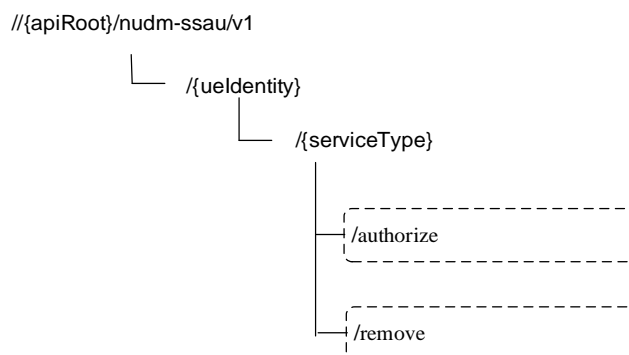 //{apiRoot}/nudm-ssau/v1
/{ueIdentity}
/{serviceType}
/authorize
/remove